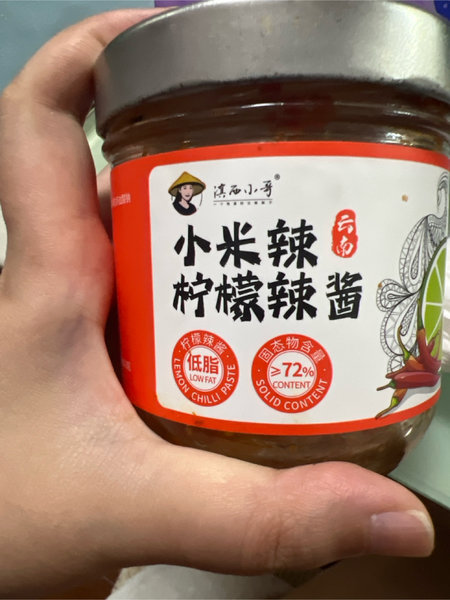 滇西小哥®
云南
小米辣
柠檬辣酱
柠檬辣酱
低脂
LOW FAT
LEMON CHILLI PASTE
固态物含量
≥72%
CONTENT
SOLID CONTENT